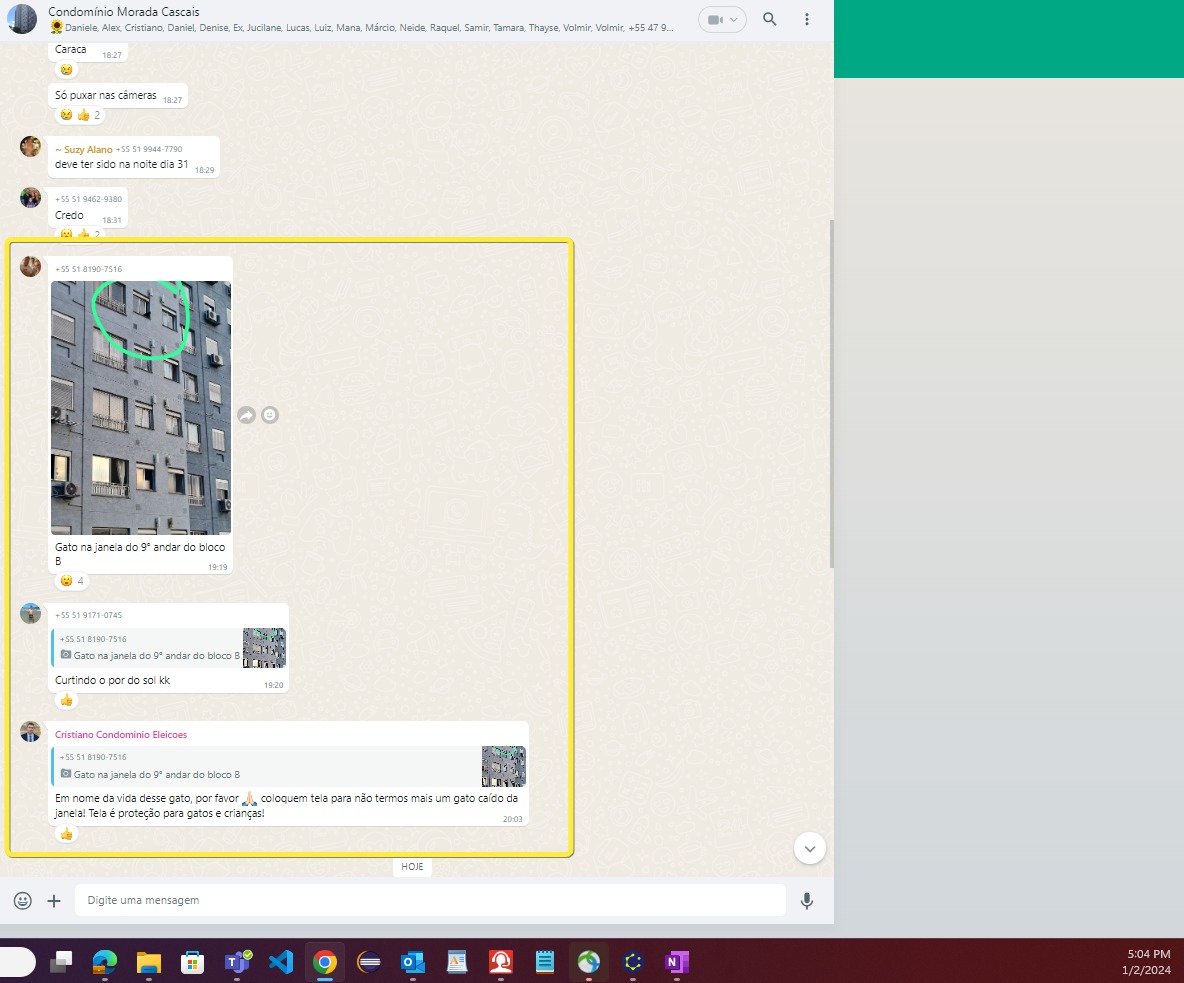 Condomínio Morada Cascais
Daniele, Alex, Cristiano, Daniel, Denise, Ex, Jucilane, Lucas, Luiz, Mana, Márcio, Neide, Raquel, Samir, Tamara, Thayse, Volmir, Volmir, +55 47 9...
Caraca 18:27
Só puxar nas câmeras 18:27
2
~ Suzy Alano +55 51 9944-7790
deve ter sido na noite dia 31 18:29
+55 51 9462-9380
Credo 18:31
2
+55 51 8190-7516
Gato na janela do 9° andar do bloco
B 19:19
4
+55 51 9171-0745
+55 51 8190-7516
Gato na janela do 9° andar do bloco B
Curtindo o por do sol kk 19:20
Cristiano Condominio Eleicoes
+55 51 8190-7516
Gato na janela do 9° andar do bloco B
Em nome da vida desse gato, por favor 🙏🏻 coloquem tela para não termos mais um gato caído da
janela! Tela é proteção para gatos e crianças! 20:03
HOJE
Digite uma mensagem
5:04 PM
1/2/2024